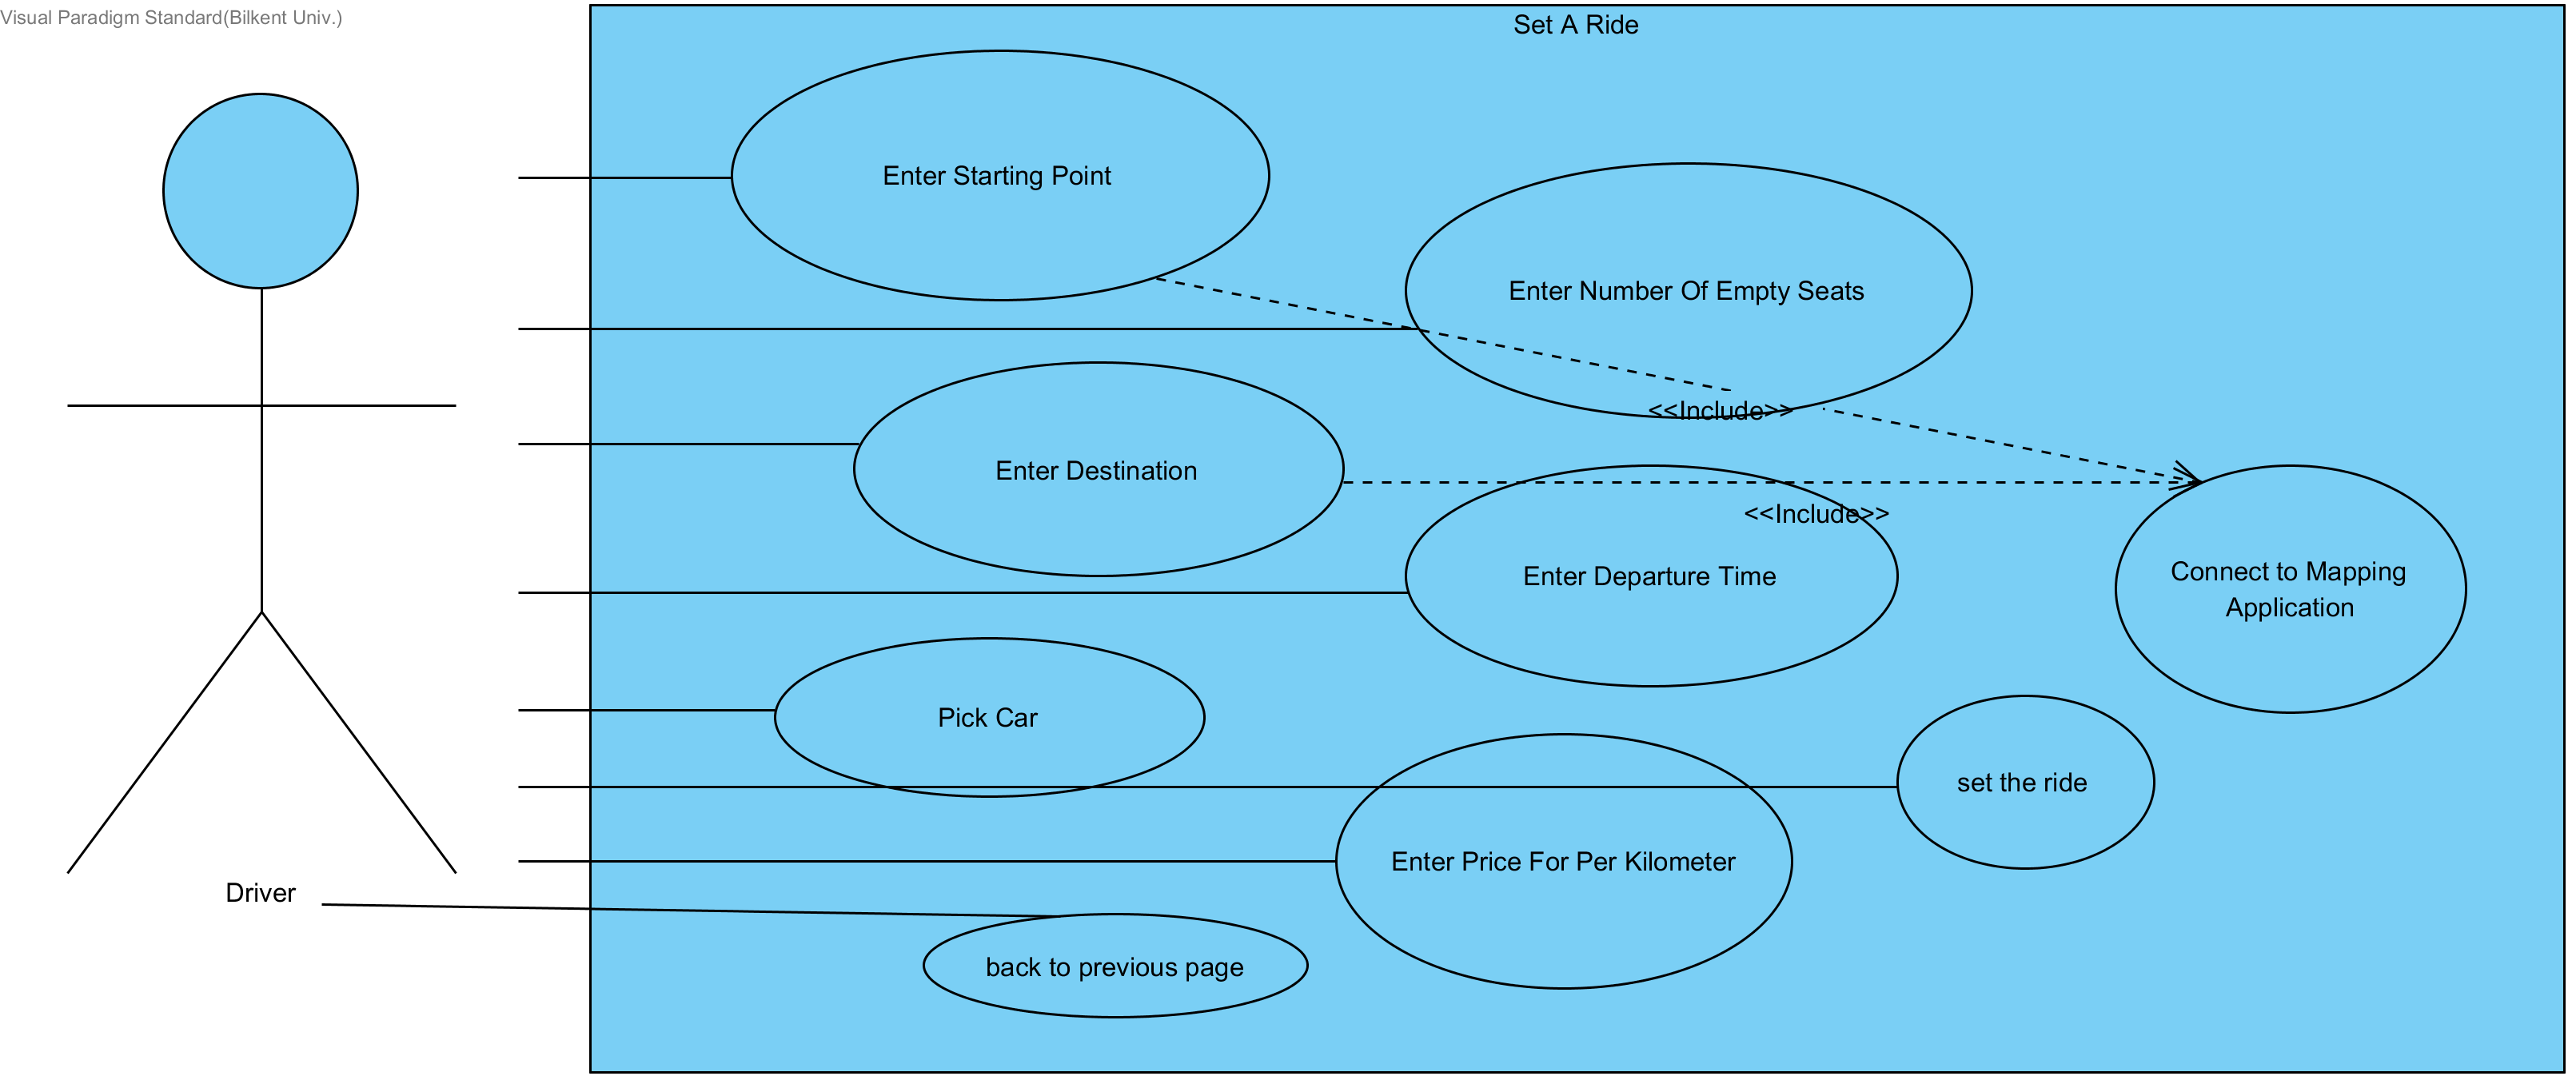 Visual Paradigm Standard(Bilkent Univ.)
Set A Ride
Enter Starting Point
Enter Number Of Empty Seats
<<Include>>
Enter Destination
<<Include>>
Enter Departure Time
Connect to Mapping
Application
Pick Car
set the ride
Enter Price For Per Kilometer
Driver
back to previous page